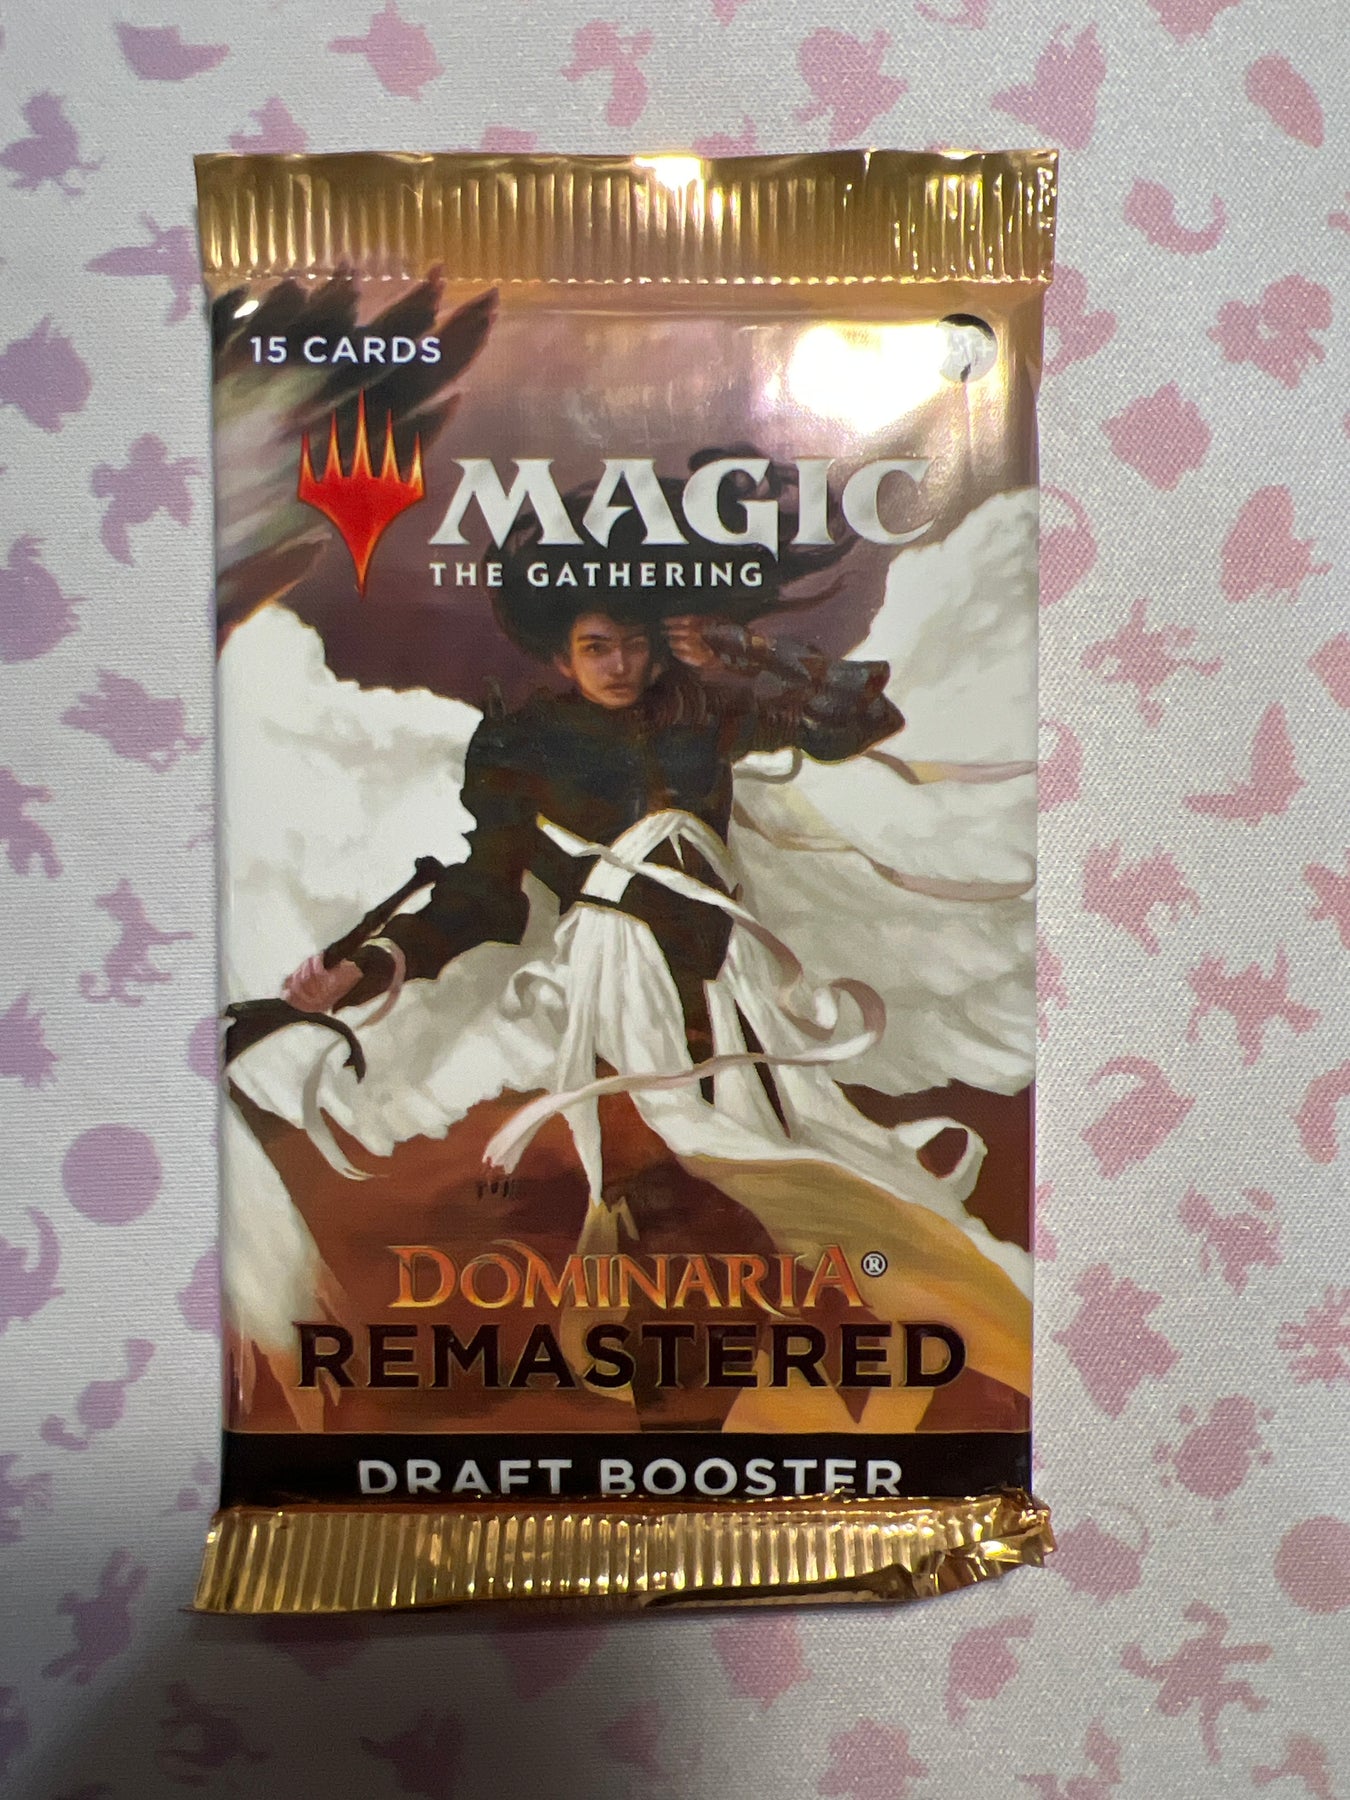 15 CARDS
MAGIC
THE GATHERING
DOMINARIA®
REMASTERED
DRAFT BOOSTER